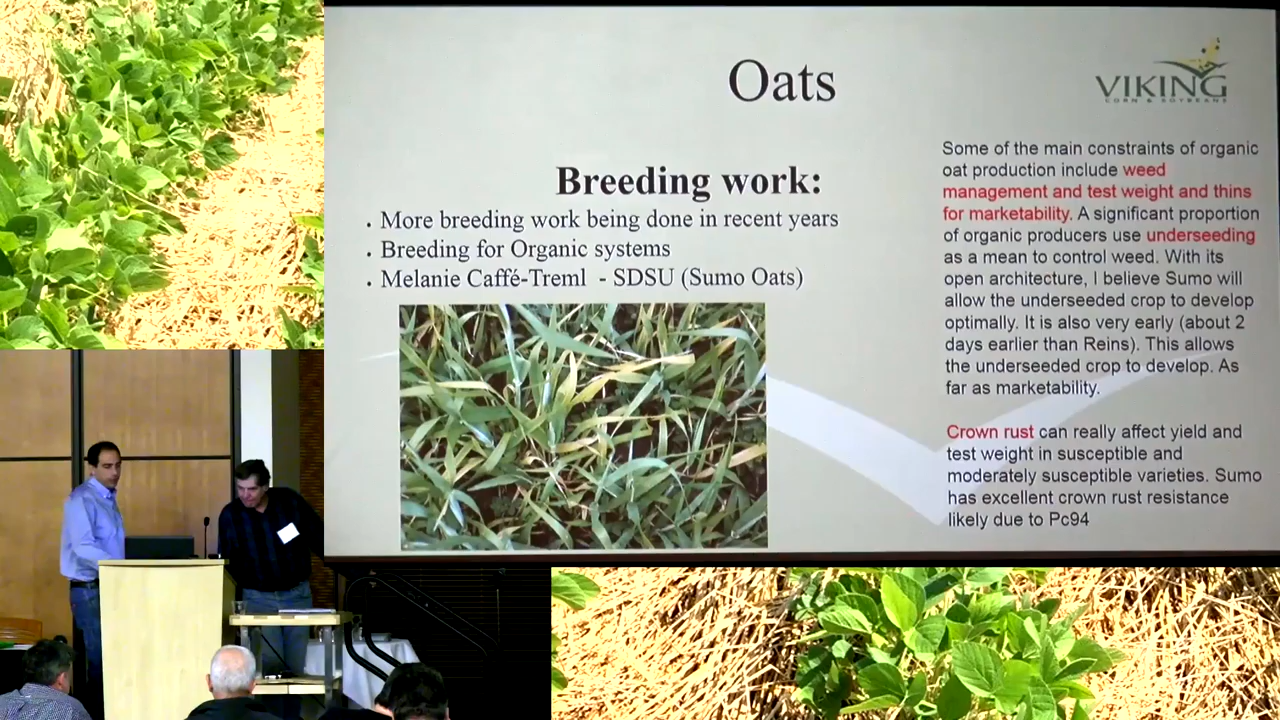 Oats
VIKING
CORN & SOYBEANS
Breeding work:
. More breeding work being done in recent years
. Breeding for Organic systems
. Melanie Caffé-Treml - SDSU (Sumo Oats)
Some of the main constraints of organic
oat production include weed
management and test weight and thins
for marketability. A significant proportion
of organic producers use underseeding
as a mean to control weed. With its
open architecture, I believe Sumo will
allow the underseeded crop to develop
optimally. It is also very early (about 2
days earlier than Reins). This allows
the underseeded crop to develop. As
far as marketability.
Crown rust can really affect yield and
test weight in susceptible and
moderately susceptible varieties. Sumo
has excellent crown rust resistance
likely due to Pc94